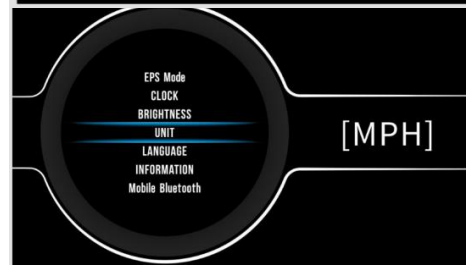 EPS Mode
CLOCK
BRIGHTNESS
UNIT
LANGUAGE
INFORMATION
Mobile Bluetooth
[MPH]